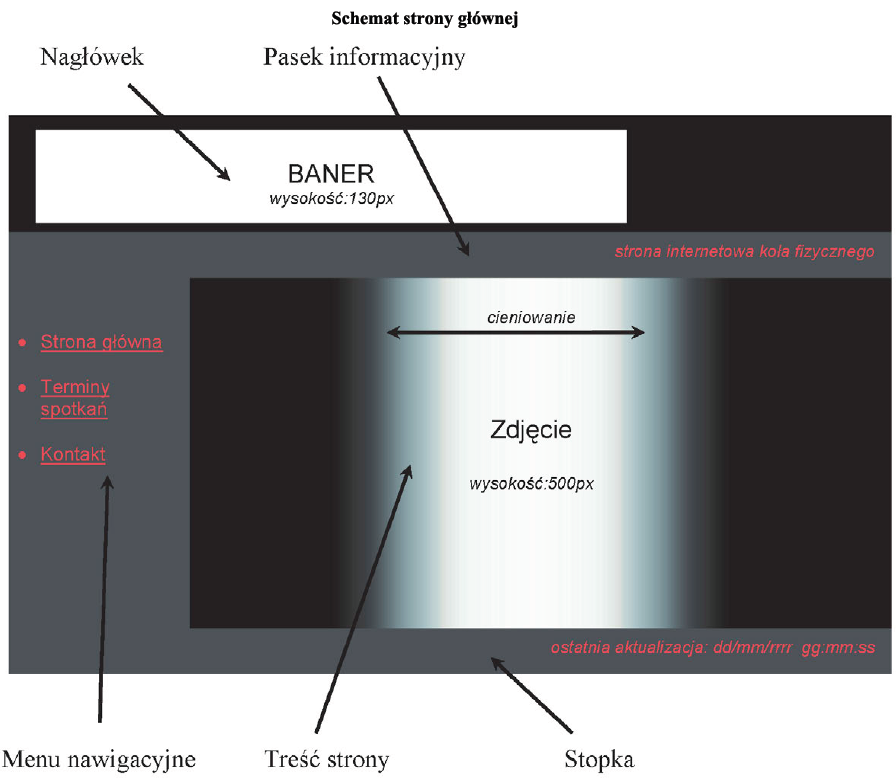 Schemat strony głównej
Nagłówek
Pasek informacyjny
BANER
wysokość:130px
strona internetowa koła fizycznego
cieniowanie
• Strona główna
• Terminy
spotkań
• Kontakt
Zdjęcie
wysokość:500px
ostatnia aktualizacja: dd/mm/rrrr gg:mm:ss
Menu nawigacyjne
Treść strony
Stopka